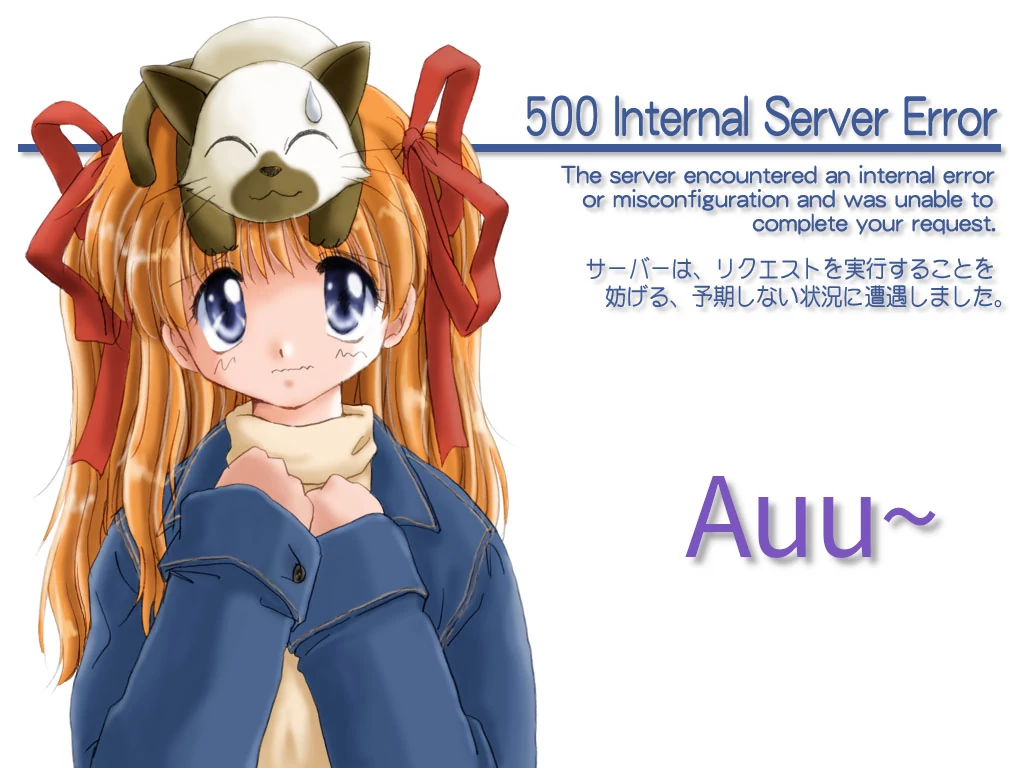 500 Internal Server Error
The server encountered an internal error
or misconfiguration and was unable to
complete your request.
サーバーは、リクエストを実行することを
妨げる、予期しない状況に遭遇しました。
Auu~